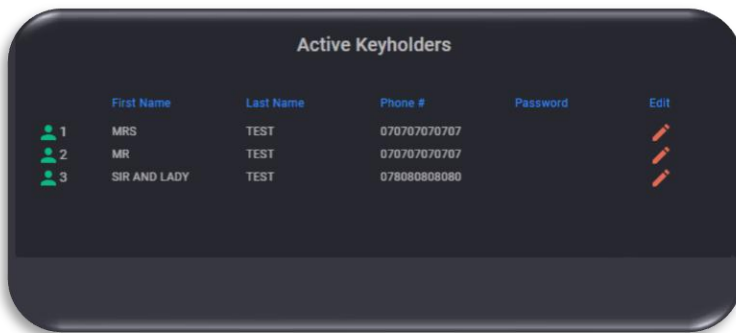 Active Keyholders
First Name Last Name Phone # Password Edit
1 MRS TEST 070707070707
2 MR TEST 070707070707
3 SIR AND LADY TEST 078080808080